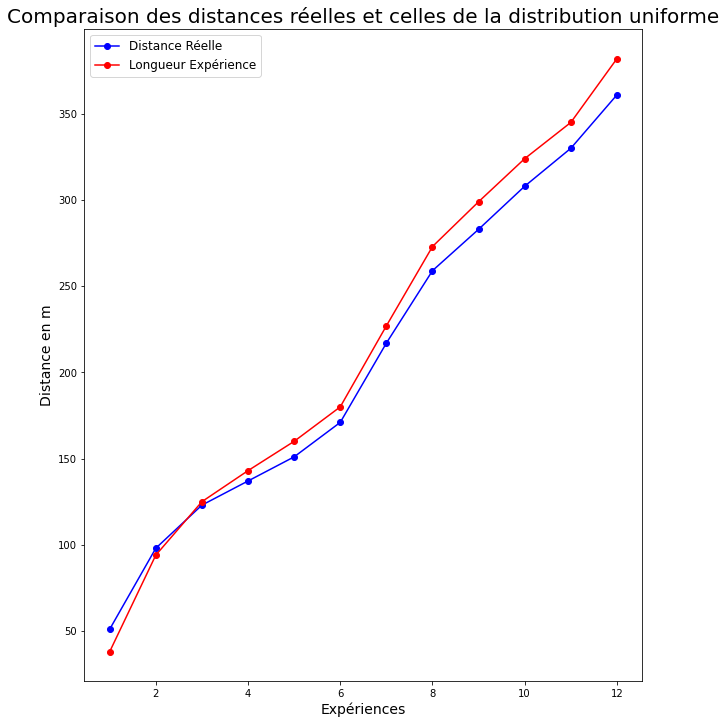 Comparaison des distances réelles et celles de la distribution uniforme
Distance Réelle
Longueur Expérience
350
300
250
200
150
100
50
Distance en m
2 4 6 8 10 12
Expériences